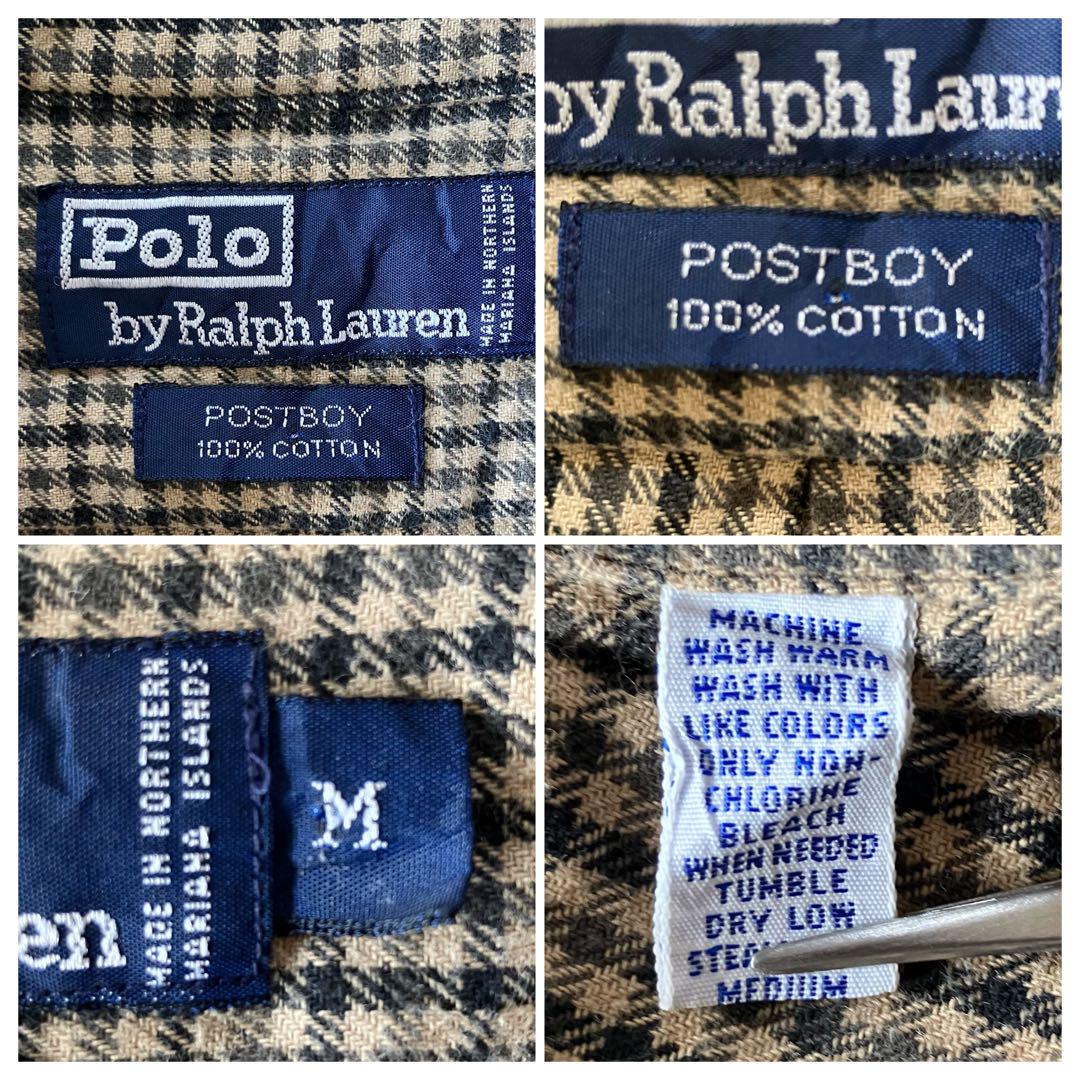 Polo
by Ralph Lauren
MADE IN NORTHERN
MARIANA ISLANDS
POSTBOY
100% COTTON
by Ralph Lauren
POSTBOY
100% COTTON
en
MADE IN NORTHERN
MARIANA ISLANDS
M
MACHINE
WASH WARM
WASH WITH
LIKE COLORS
ONLY NON-
CHLORINE
BLEACH
WHEN NEEDED
TUMBLE
DRY LOW
MEDIUM